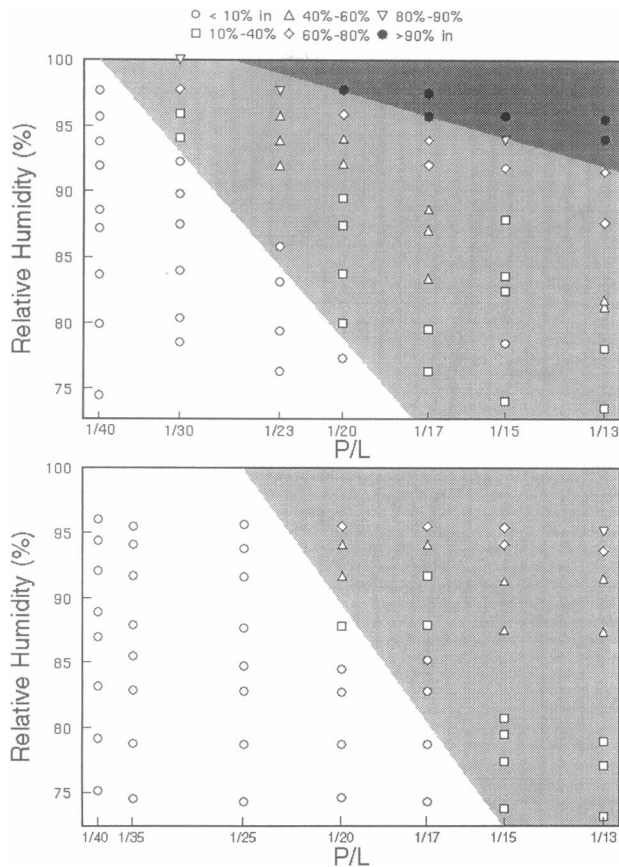 < 10% in 40%-60% 80%-90%
10%-40% 60%-80% >90% in
100
95
90
85
80
75
Relative Humidity (%)
1/40 1/30 1/23 1/20 1/17 1/15 1/13
P/L
100
95
90
85
80
75
Relative Humidity (%)
1/40 1/35 1/25 1/20 1/17 1/15 1/13
P/L